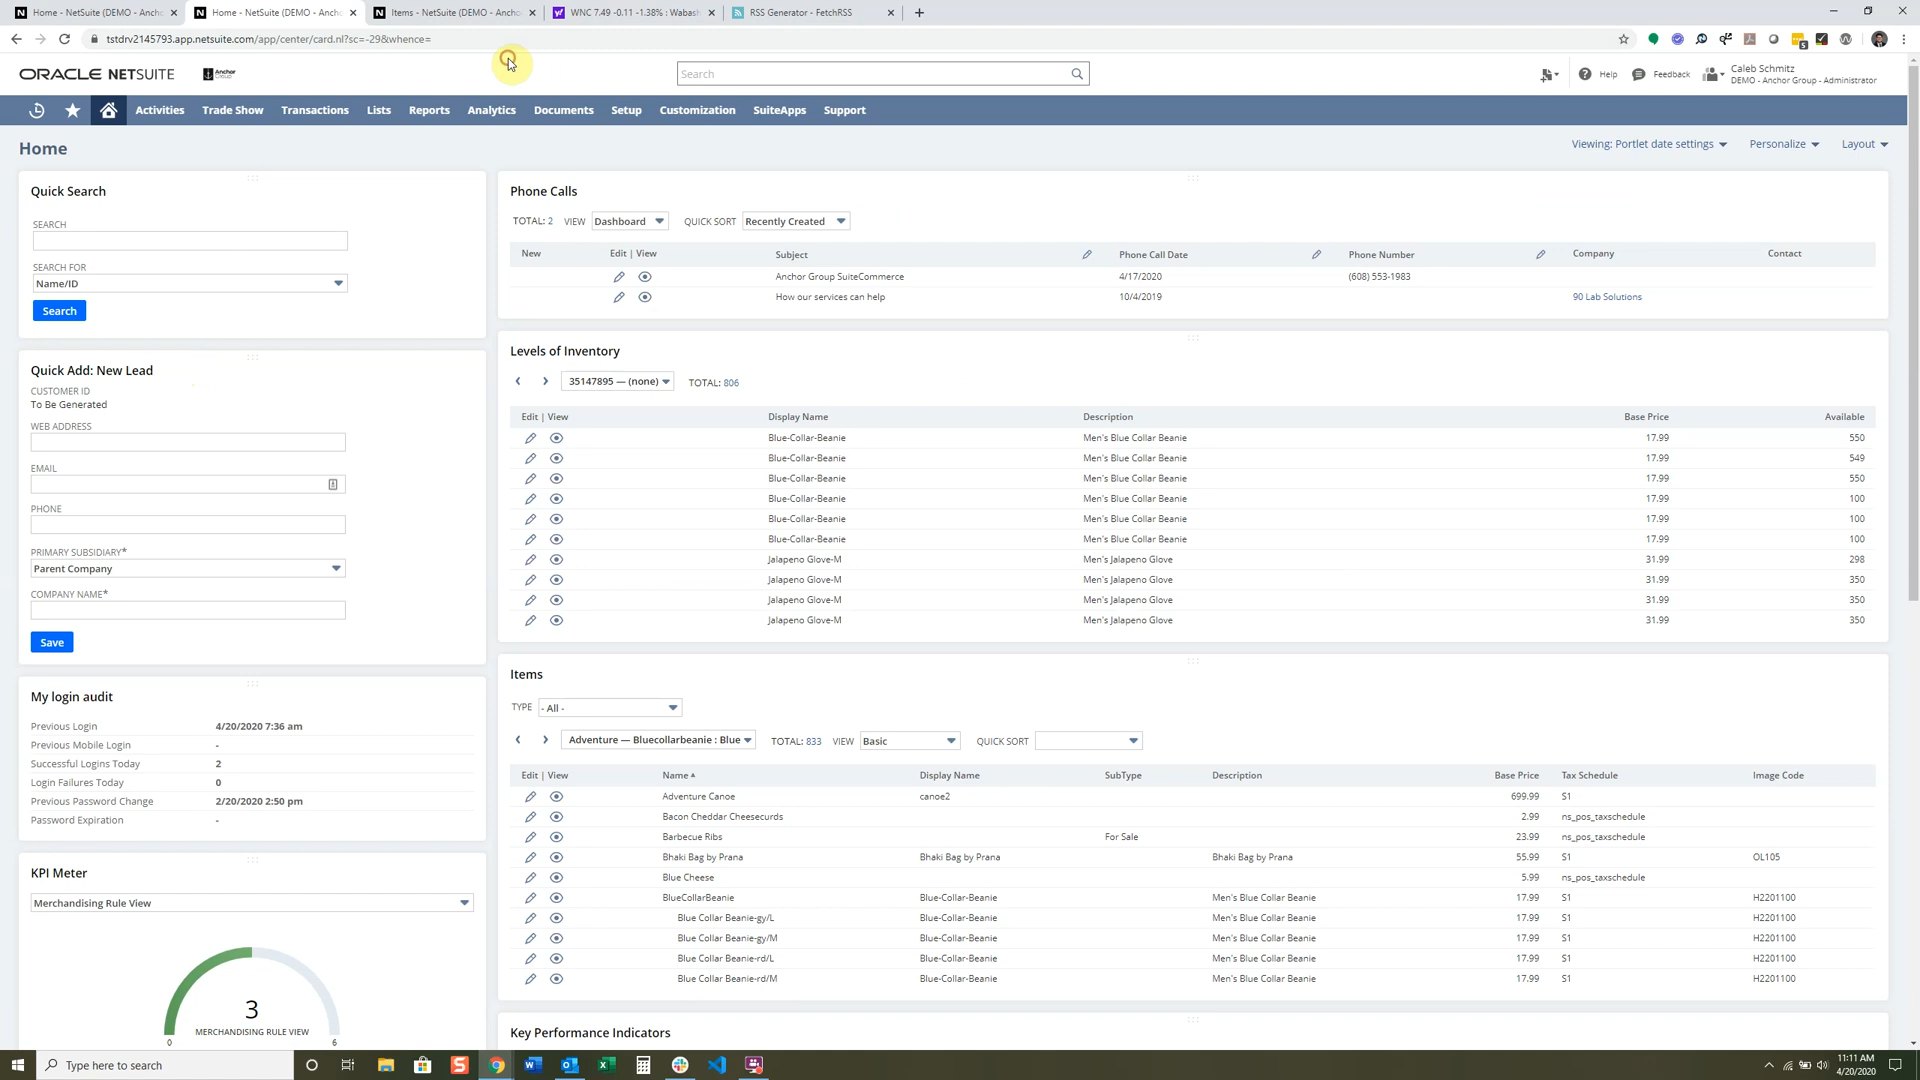 Home - NetSuite (DEMO - Ancho
Home - NetSuite (DEMO - Ancho
Items - NetSuite (DEMO - Anchor
WNC 7.49 -0.11 -1.38% : Wabash
RSS Generator - FetchRSS
tstdrv2145793.app.netsuite.com/app/center/card.nl?sc=-29&whence=
ORACLE NETSUITE
Anchor Group
Search
Help
Feedback
Caleb Schmitz
DEMO - Anchor Group - Administrator
Activities Trade Show Transactions Lists Reports Analytics Documents Setup Customization SuiteApps Support
Home
Viewing: Portlet date settings Personalize Layout
Quick Search
SEARCH
SEARCH FOR
Name/ID
Search
Quick Add: New Lead
CUSTOMER ID
To Be Generated
WEB ADDRESS
EMAIL
PHONE
PRIMARY SUBSIDIARY*
Parent Company
COMPANY NAME*
Save
My login audit
Previous Login 4/20/2020 7:36 am
Previous Mobile Login -
Successful Logins Today 2
Login Failures Today 0
Previous Password Change 2/20/2020 2:50 pm
Password Expiration -
KPI Meter
Merchandising Rule View
3
MERCHANDISING RULE VIEW
0 6
Phone Calls
TOTAL: 2 VIEW Dashboard QUICK SORT Recently Created
New Edit | View Subject Phone Call Date Phone Number Company Contact
Anchor Group SuiteCommerce 4/17/2020 (608) 553-1983
How our services can help 10/4/2019 90 Lab Solutions
Levels of Inventory
35147895 — (none) TOTAL: 806
Edit | View Display Name Description Base Price Available
Blue-Collar-Beanie Men's Blue Collar Beanie 17.99 550
Blue-Collar-Beanie Men's Blue Collar Beanie 17.99 549
Blue-Collar-Beanie Men's Blue Collar Beanie 17.99 550
Blue-Collar-Beanie Men's Blue Collar Beanie 17.99 100
Blue-Collar-Beanie Men's Blue Collar Beanie 17.99 100
Blue-Collar-Beanie Men's Blue Collar Beanie 17.99 100
Jalapeno Glove-M Men's Jalapeno Glove 31.99 298
Jalapeno Glove-M Men's Jalapeno Glove 31.99 350
Jalapeno Glove-M Men's Jalapeno Glove 31.99 350
Jalapeno Glove-M Men's Jalapeno Glove 31.99 350
Items
TYPE - All -
Adventure — Bluecollarbeanie : Blue TOTAL: 833 VIEW Basic QUICK SORT
Edit | View Name Display Name SubType Description Base Price Tax Schedule Image Code
Adventure Canoe canoe2 699.99 S1
Bacon Cheddar Cheesecurds 2.99 ns_pos_taxschedule
Barbecue Ribs For Sale 23.99 ns_pos_taxschedule
Bhaki Bag by Prana Bhaki Bag by Prana Bhaki Bag by Prana 55.99 S1 OL105
Blue Cheese 5.99 ns_pos_taxschedule
BlueCollarBeanie Blue-Collar-Beanie Men's Blue Collar Beanie 17.99 S1 H2201100
Blue Collar Beanie-gy/L Blue-Collar-Beanie Men's Blue Collar Beanie 17.99 S1 H2201100
Blue Collar Beanie-gy/M Blue-Collar-Beanie Men's Blue Collar Beanie 17.99 S1 H2201100
Blue Collar Beanie-rd/L Blue-Collar-Beanie Men's Blue Collar Beanie 17.99 S1 H2201100
Blue Collar Beanie-rd/M Blue-Collar-Beanie Men's Blue Collar Beanie 17.99 S1 H2201100
Key Performance Indicators
Type here to search
11:11 AM
4/20/2020